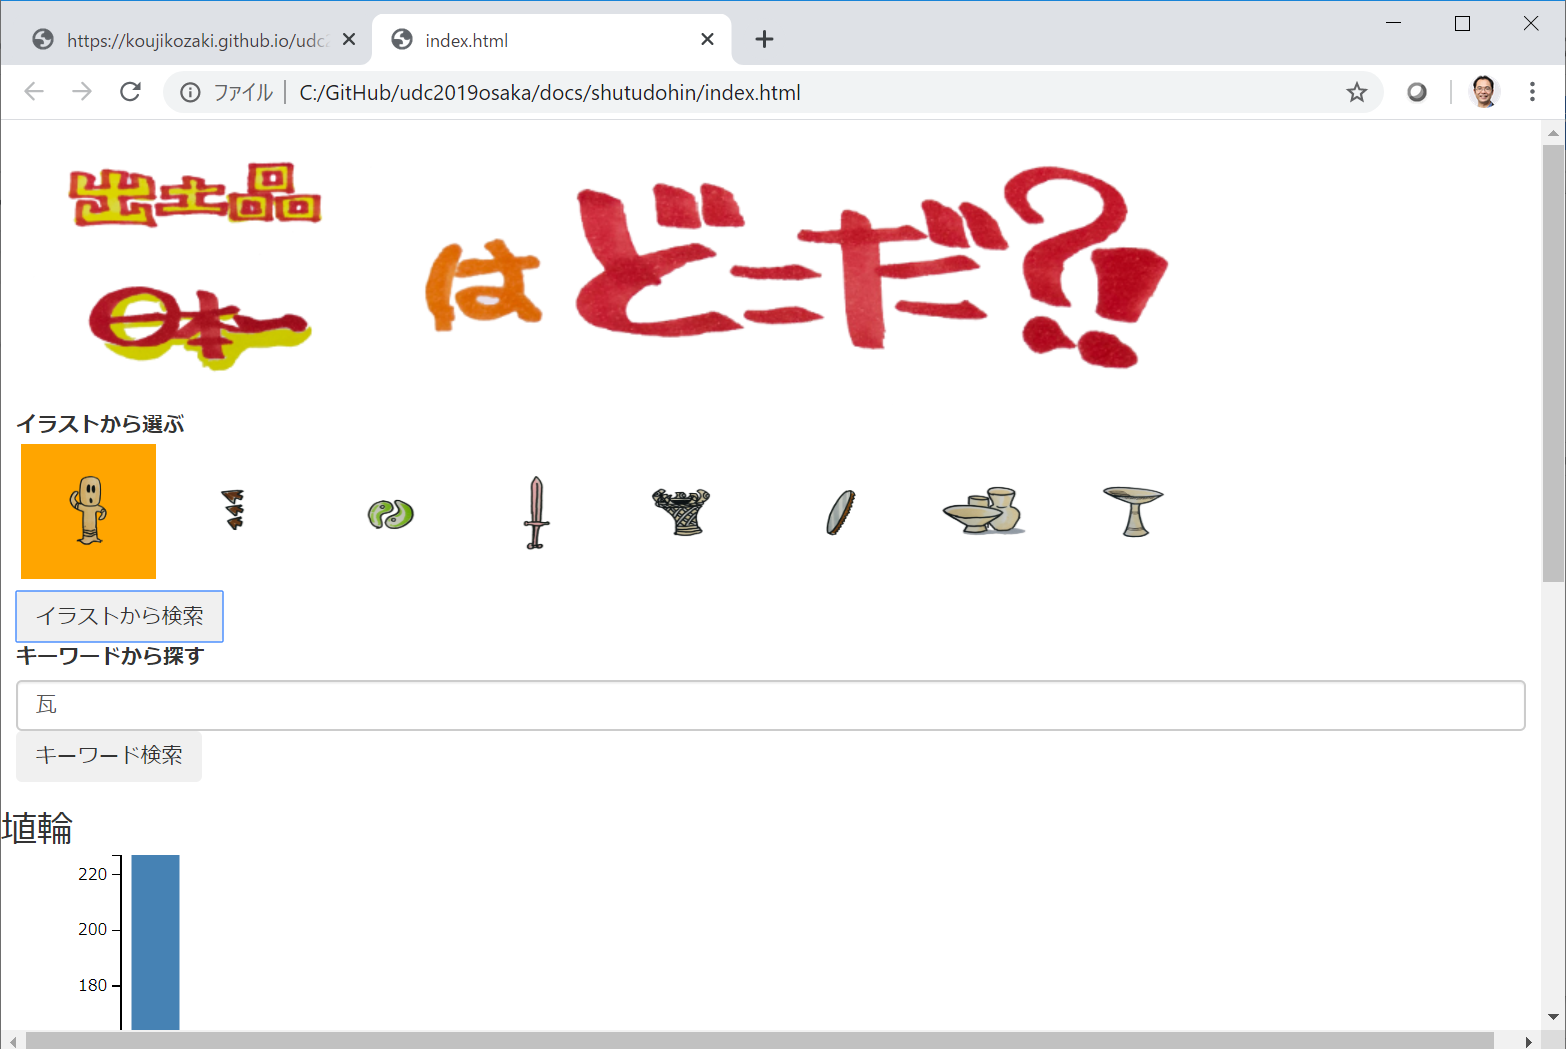 https://koujikozaki.github.io/udc2
index.html
ファイル
C:/GitHub/udc2019osaka/docs/shutudohin/index.html
出土品
日本一
は
どこだ?!
イラストから選ぶ
イラストから検索
キーワードから探す
瓦
キーワード検索
埴輪
220
200
180